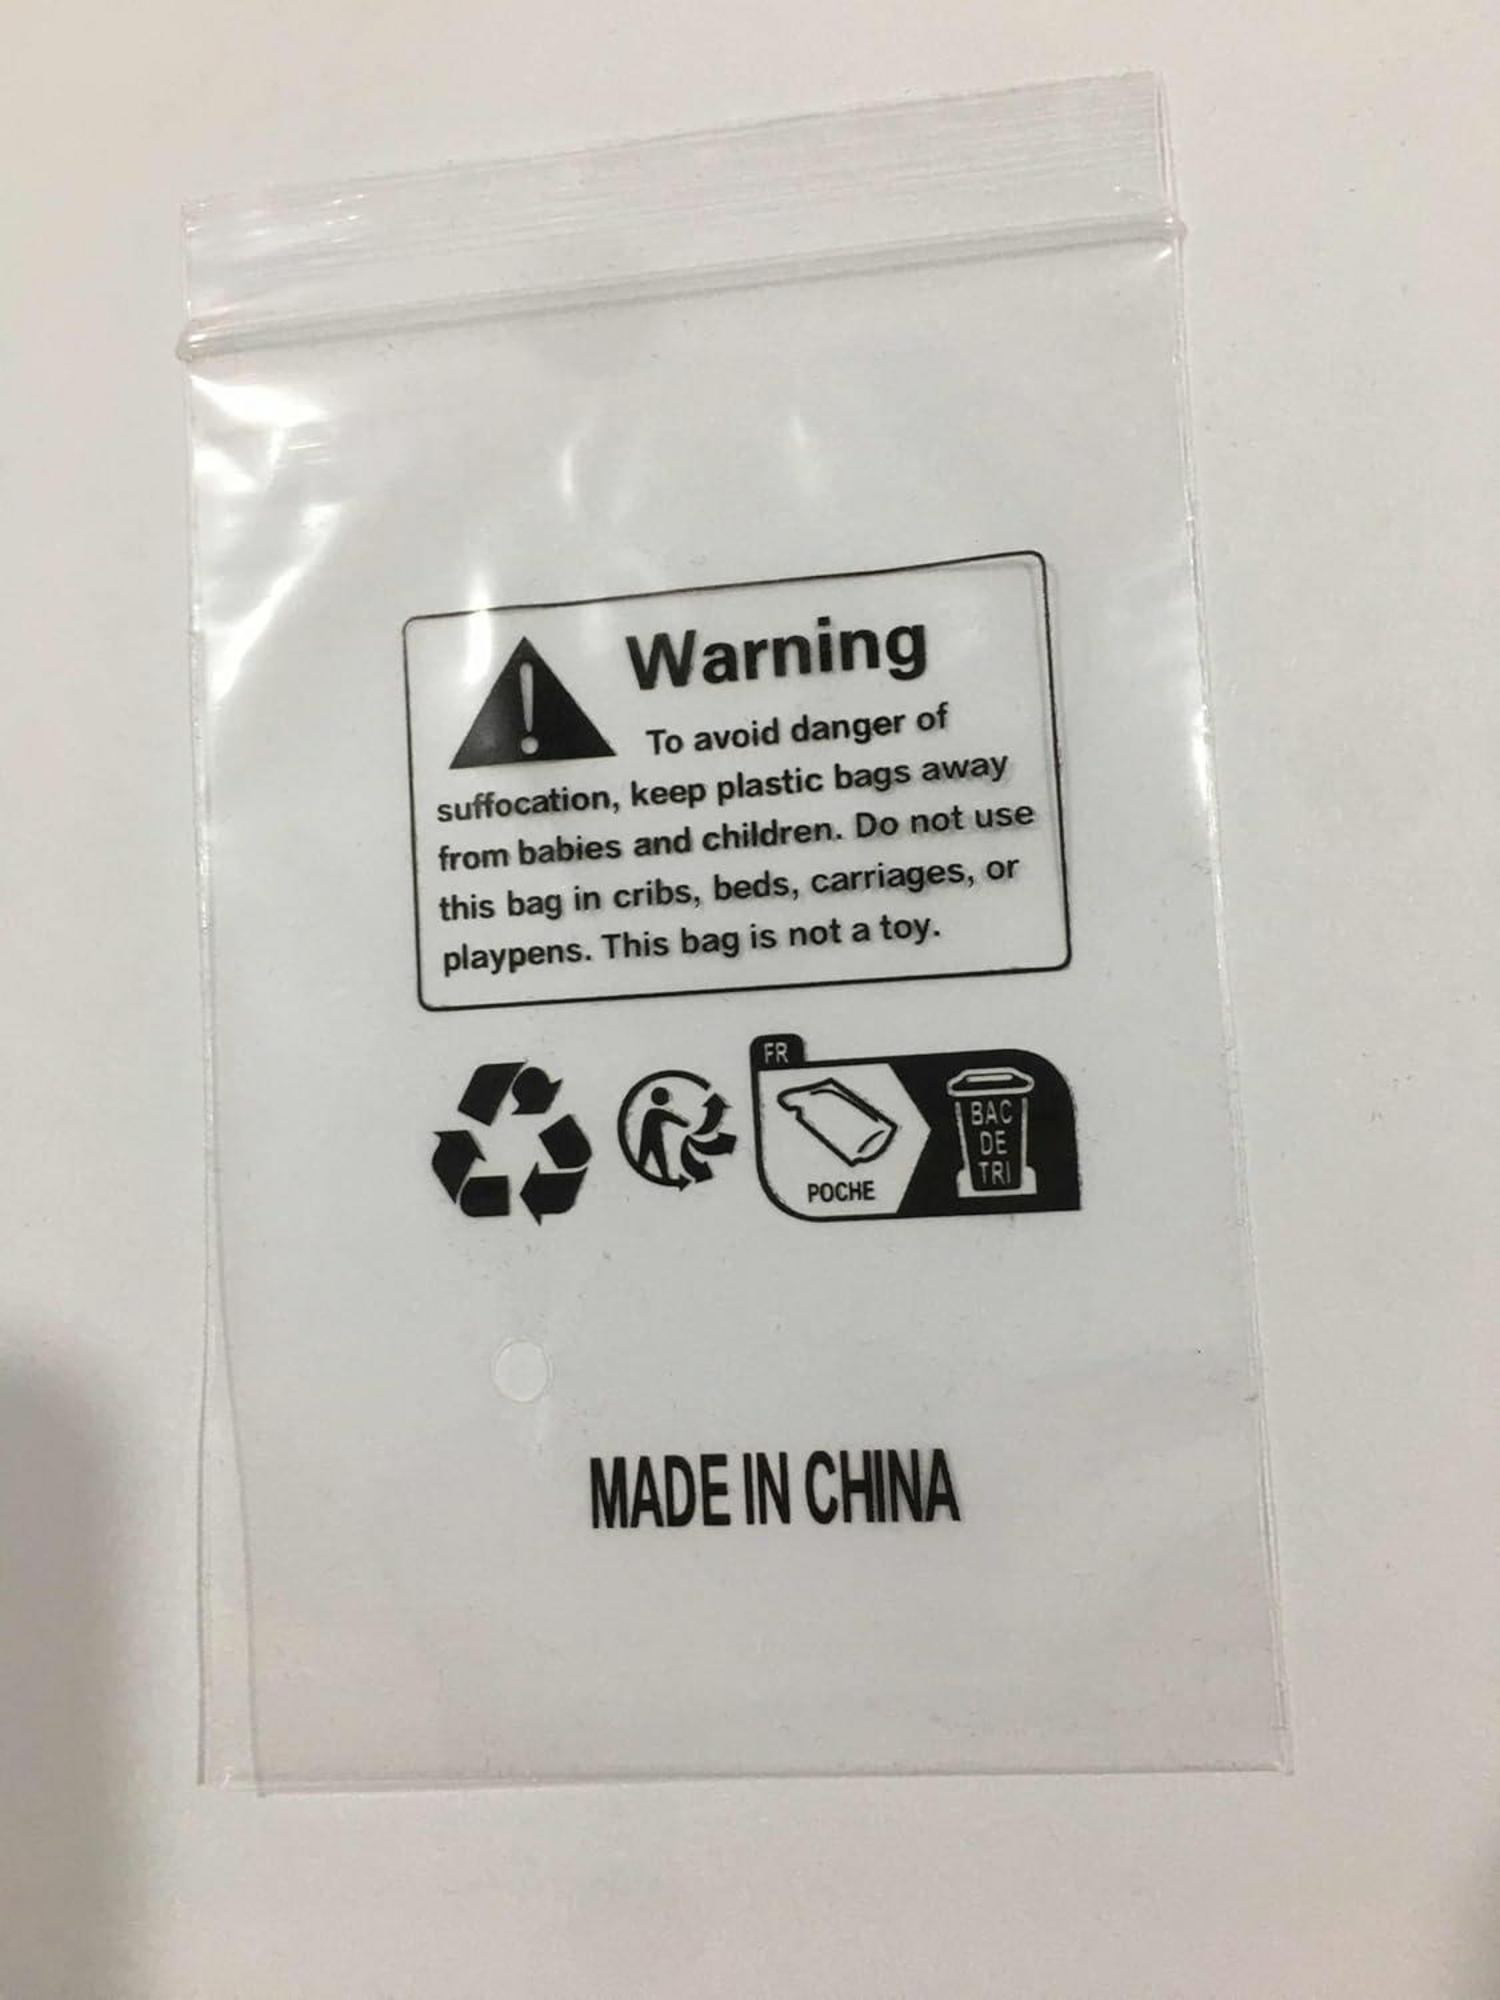 Warning
To avoid danger of
suffocation, keep plastic bags away
from babies and children. Do not use
this bag in cribs, beds, carriages, or
playpens. This bag is not a toy.
FR
POCHE
BAC
DE
TRI
MADE IN CHINA